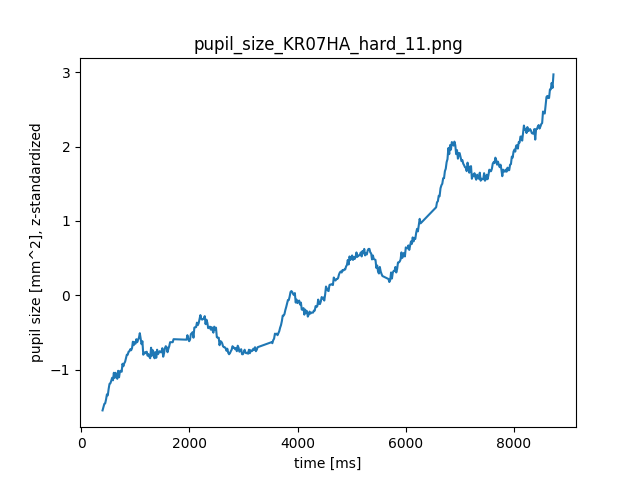 pupil_size_KR07HA_hard_11.png
3
2
1
0
−1
pupil size [mm^2], z-standardized
0 2000 4000 6000 8000
time [ms]